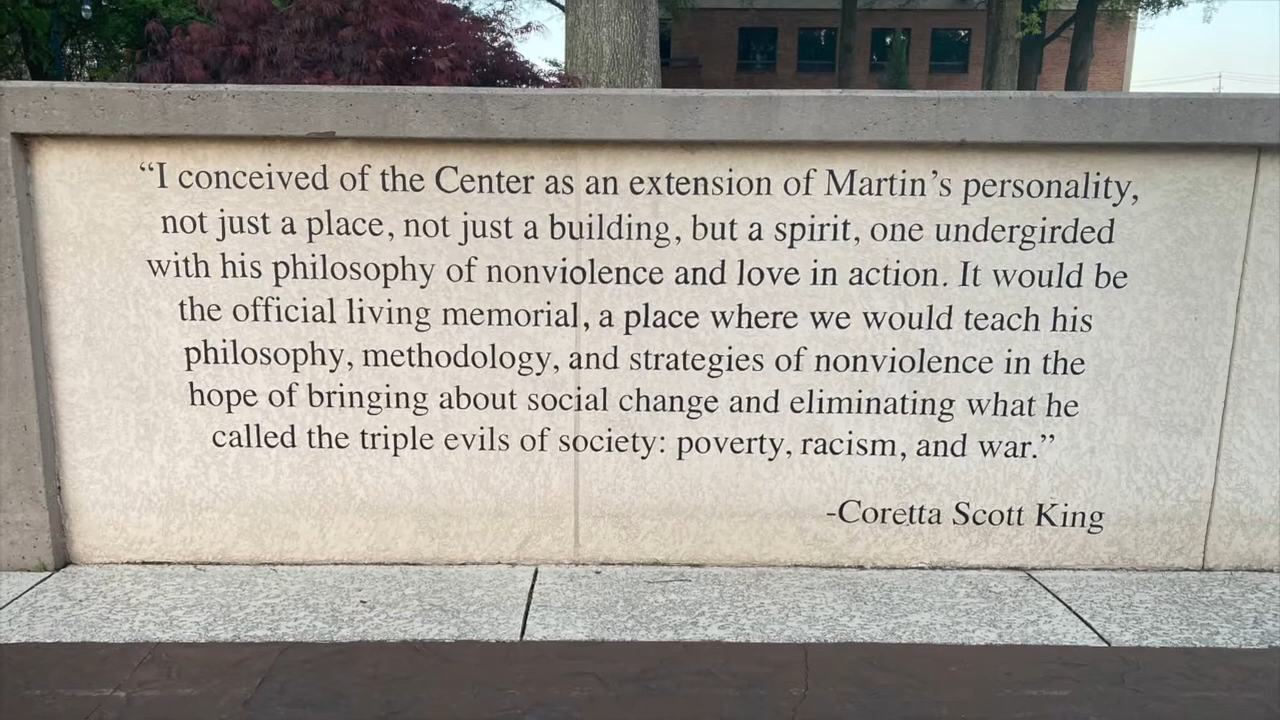 “I conceived of the Center as an extension of Martin’s personality,
not just a place, not just a building, but a spirit, one undergirded
with his philosophy of nonviolence and love in action. It would be
the official living memorial, a place where we would teach his
philosophy, methodology, and strategies of nonviolence in the
hope of bringing about social change and eliminating what he
called the triple evils of society: poverty, racism, and war.”
-Coretta Scott King